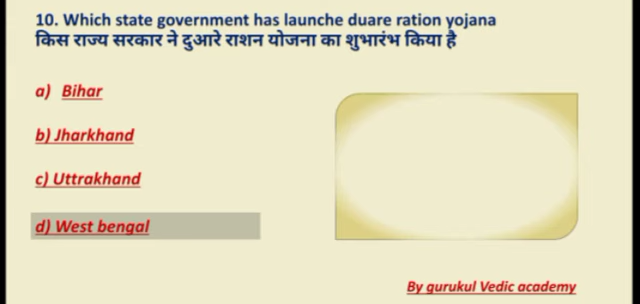 10. Which state government has launche duare ration yojana
किस राज्य सरकार ने दुआरे राशन योजना का शुभारंभ किया है
a) Bihar
b) Jharkhand
c) Uttrakhand
d) West bengal
By gurukul Vedic academy